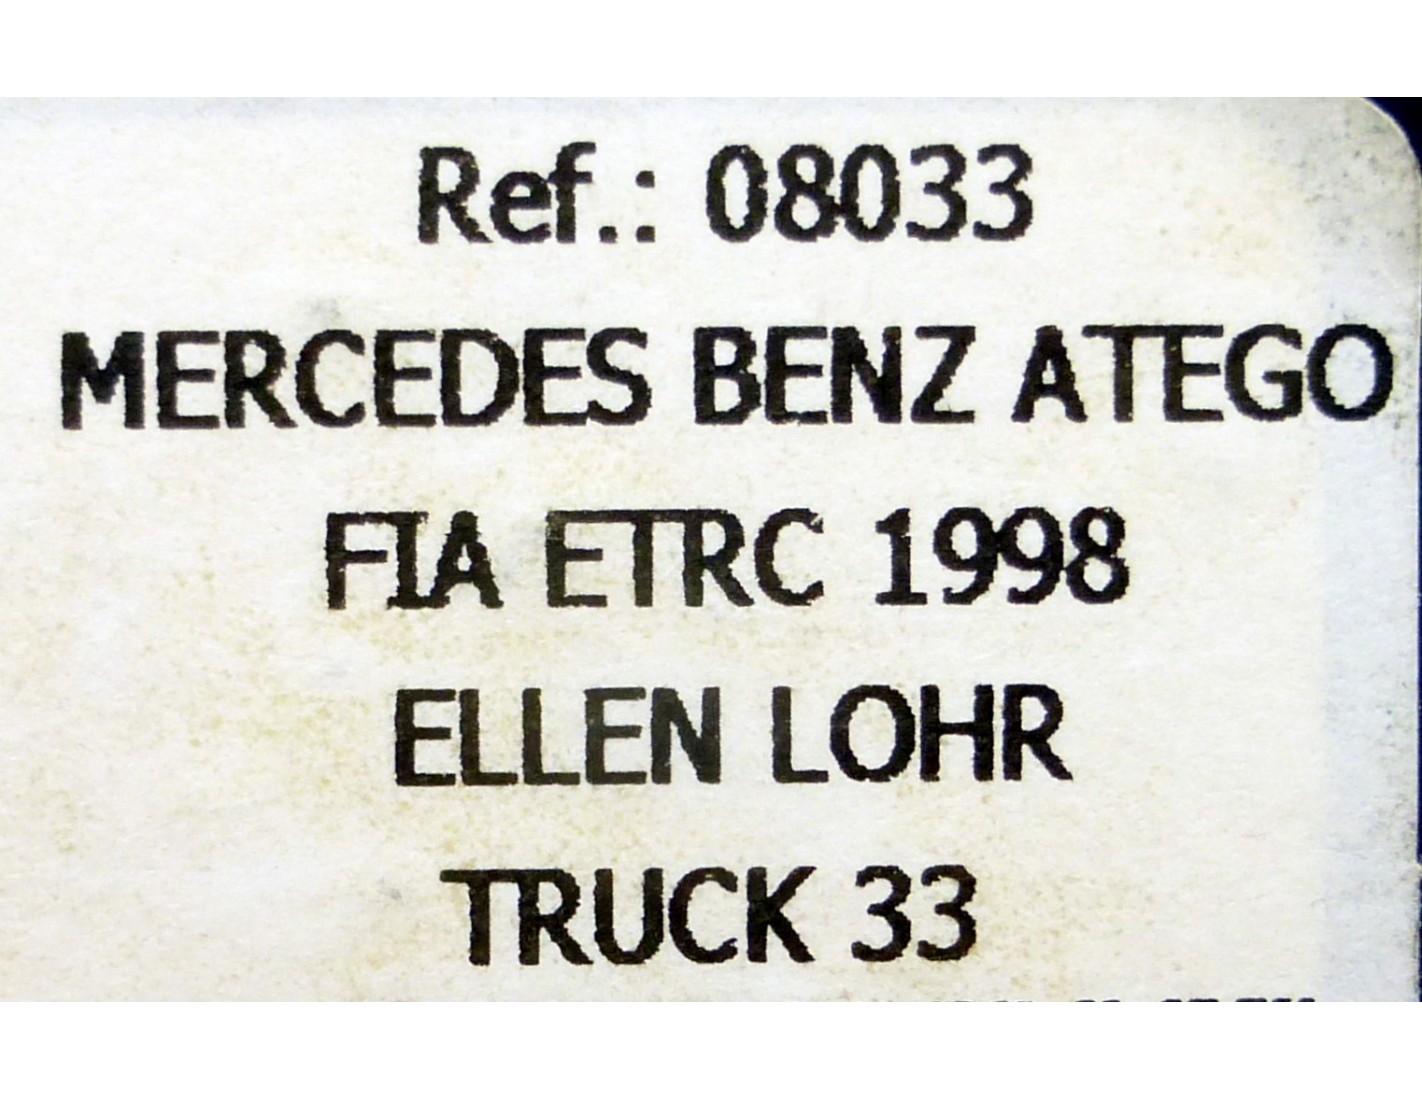 Ref.: 08033
MERCEDES BENZ ATEGO
FIA ETRC 1998
ELLEN LOHR
TRUCK 33